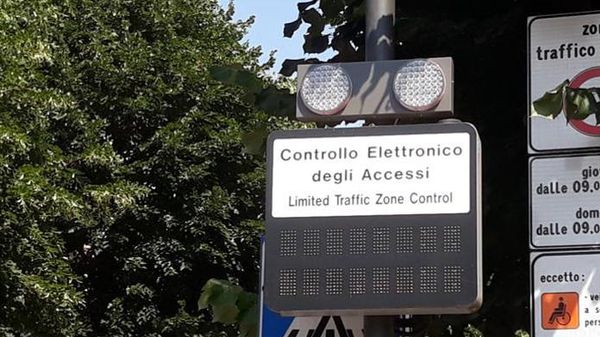 Controllo Elettronico
degli Accessi
Limited Traffic Zone Control
traffico
dalle 09.0
dalle 09.0
eccetto: